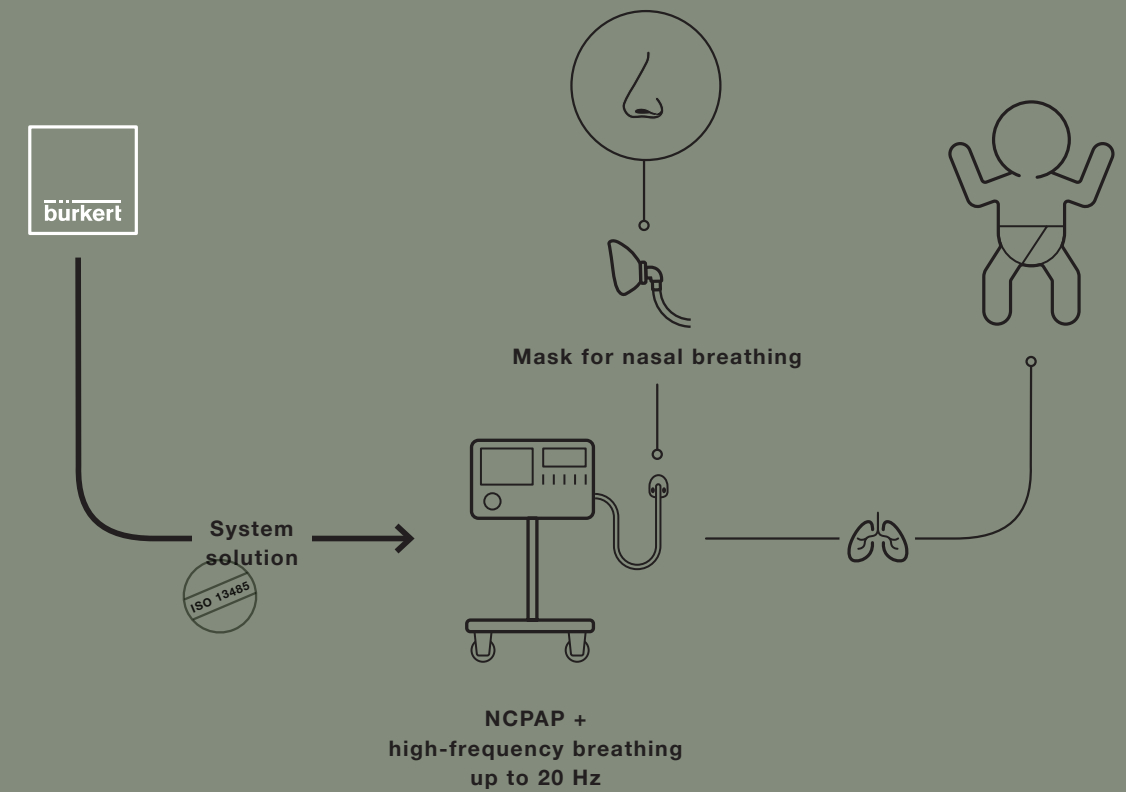 bürkert
Mask for nasal breathing
System
solution
ISO 13485
NCPAP +
high-frequency breathing
up to 20 Hz